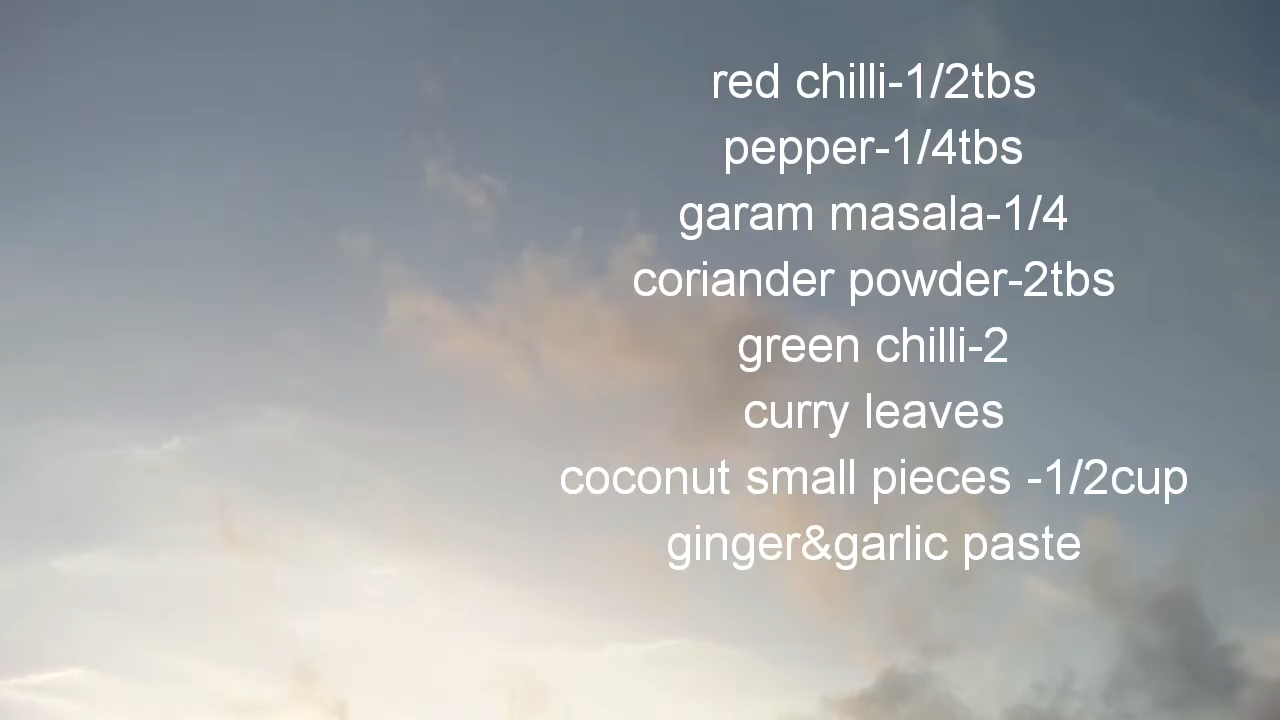 red chilli-1/2tbs
pepper-1/4tbs
garam masala-1/4
coriander powder-2tbs
green chilli-2
curry leaves
coconut small pieces -1/2cup
ginger&garlic paste